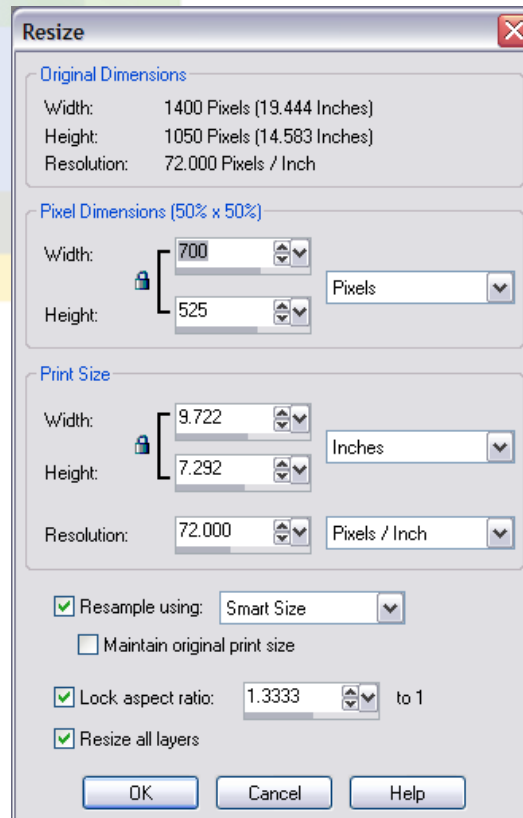 Resize
Original Dimensions
Width: 1400 Pixels (19.444 Inches)
Height: 1050 Pixels (14.583 Inches)
Resolution: 72.000 Pixels / Inch
Pixel Dimensions (50% x 50%)
Width: 700
Pixels
Height: 525
Print Size
Width: 9.722
Inches
Height: 7.292
Resolution: 72.000 Pixels / Inch
Resample using: Smart Size
Maintain original print size
Lock aspect ratio: 1.3333 to 1
Resize all layers
OK Cancel Help